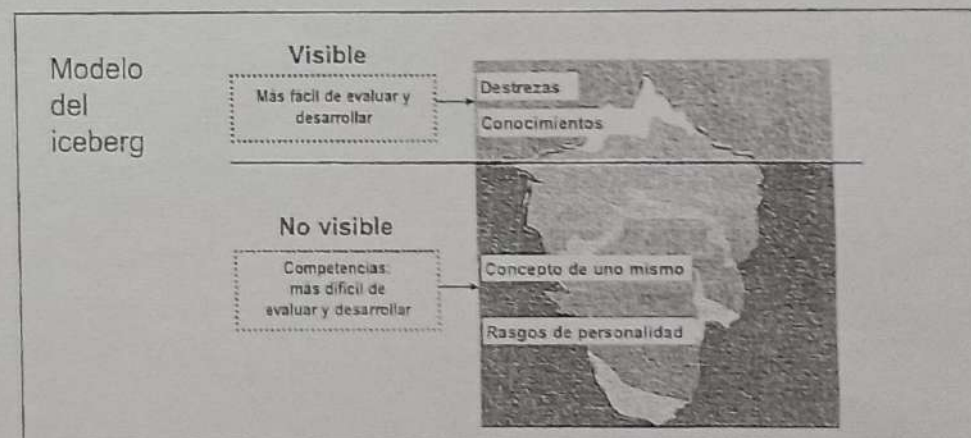 Modelo
del
iceberg
Visible
Más fácil de evaluar y
desarrollar
Destrezas
Conocimientos
No visible
Competencias:
más difícil de
evaluar y desarrollar
Concepto de uno mismo
Rasgos de personalidad